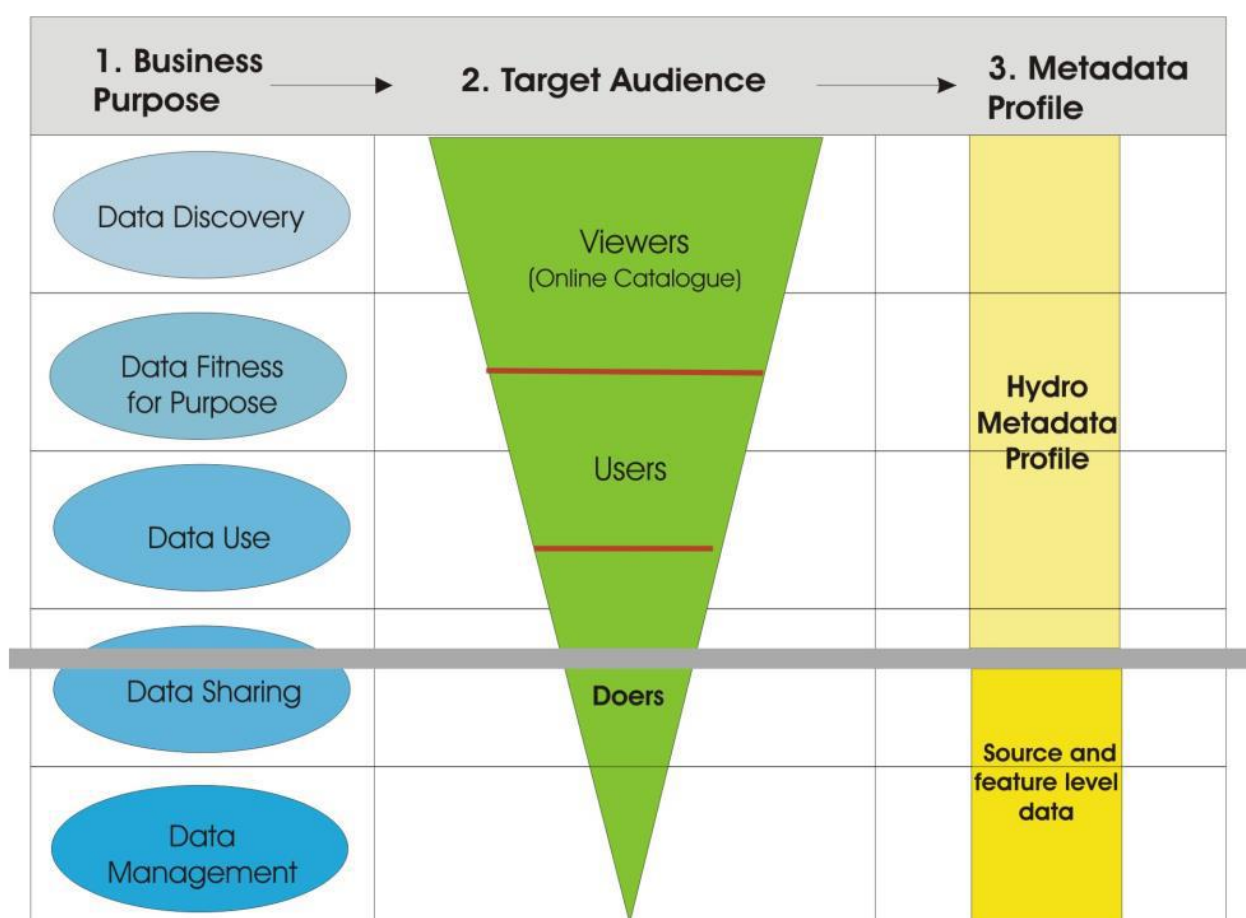 1. Business
Purpose
2. Target Audience
3. Metadata
Profile
Data Discovery
Viewers
(Online Catalogue)
Data Fitness
for Purpose
Hydro
Metadata
Profile
Users
Data Use
Data Sharing
Doers
Source and
feature level
data
Data
Management